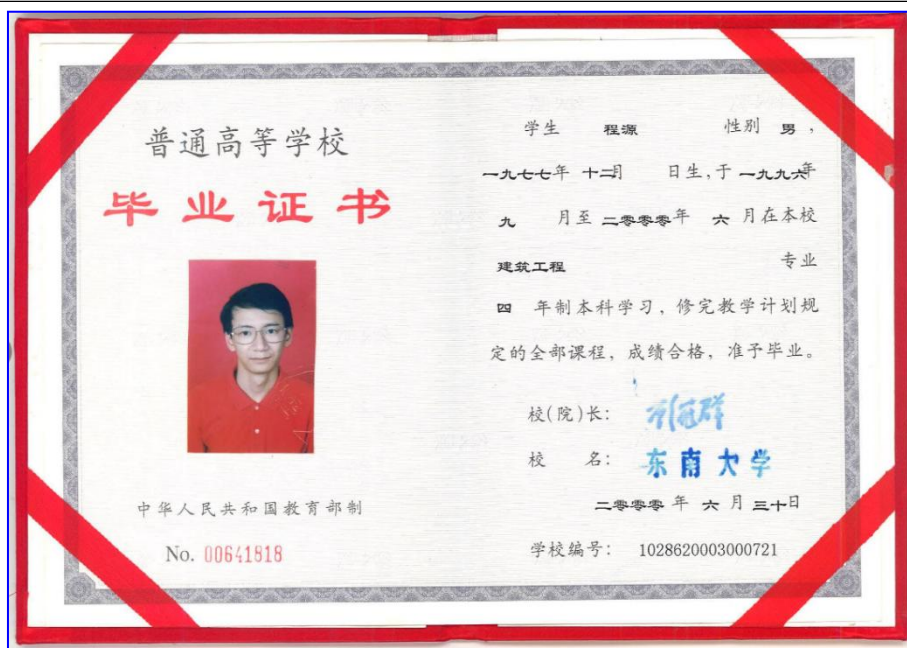 普通高等学校
毕业证书
中华人民共和国教育部制
No. 00641818
学生 程源 性别 男，
一九七七年 十二月 日生，于 一九九六年
九 月至 二零零零年 六 月在本校
建筑工程 专业
四 年制本科学习，修完教学计划规
定的全部课程，成绩合格，准予毕业。
校(院)长：
校 名： 东南大学
二零零零 年 六 月 三十日
学校编号： 1028620003000721